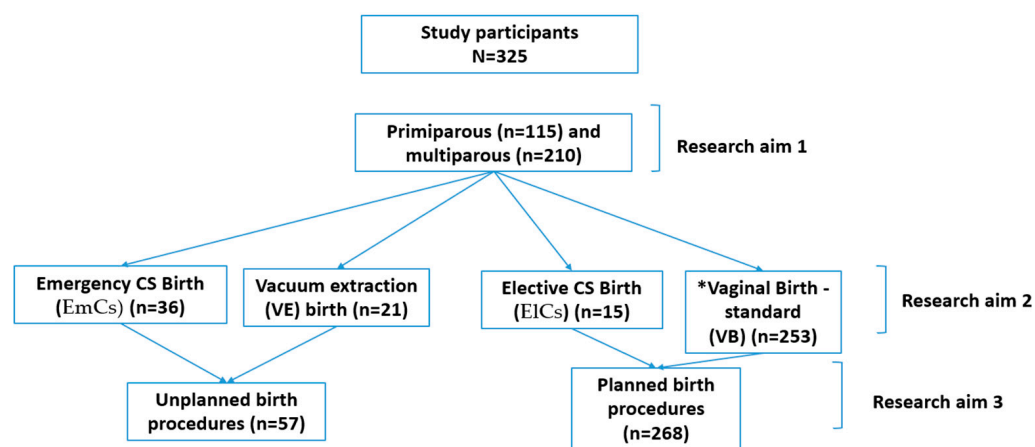 Study participants
N=325
Primiparous (n=115) and
multiparous (n=210)
Research aim 1
Emergency CS Birth
(EmCs) (n=36)
Vacuum extraction
(VE) birth (n=21)
Elective CS Birth
(ElCs) (n=15)
*Vaginal Birth -
standard
(VB) (n=253)
Research aim 2
Unplanned birth
procedures (n=57)
Planned birth
procedures
(n=268)
Research aim 3